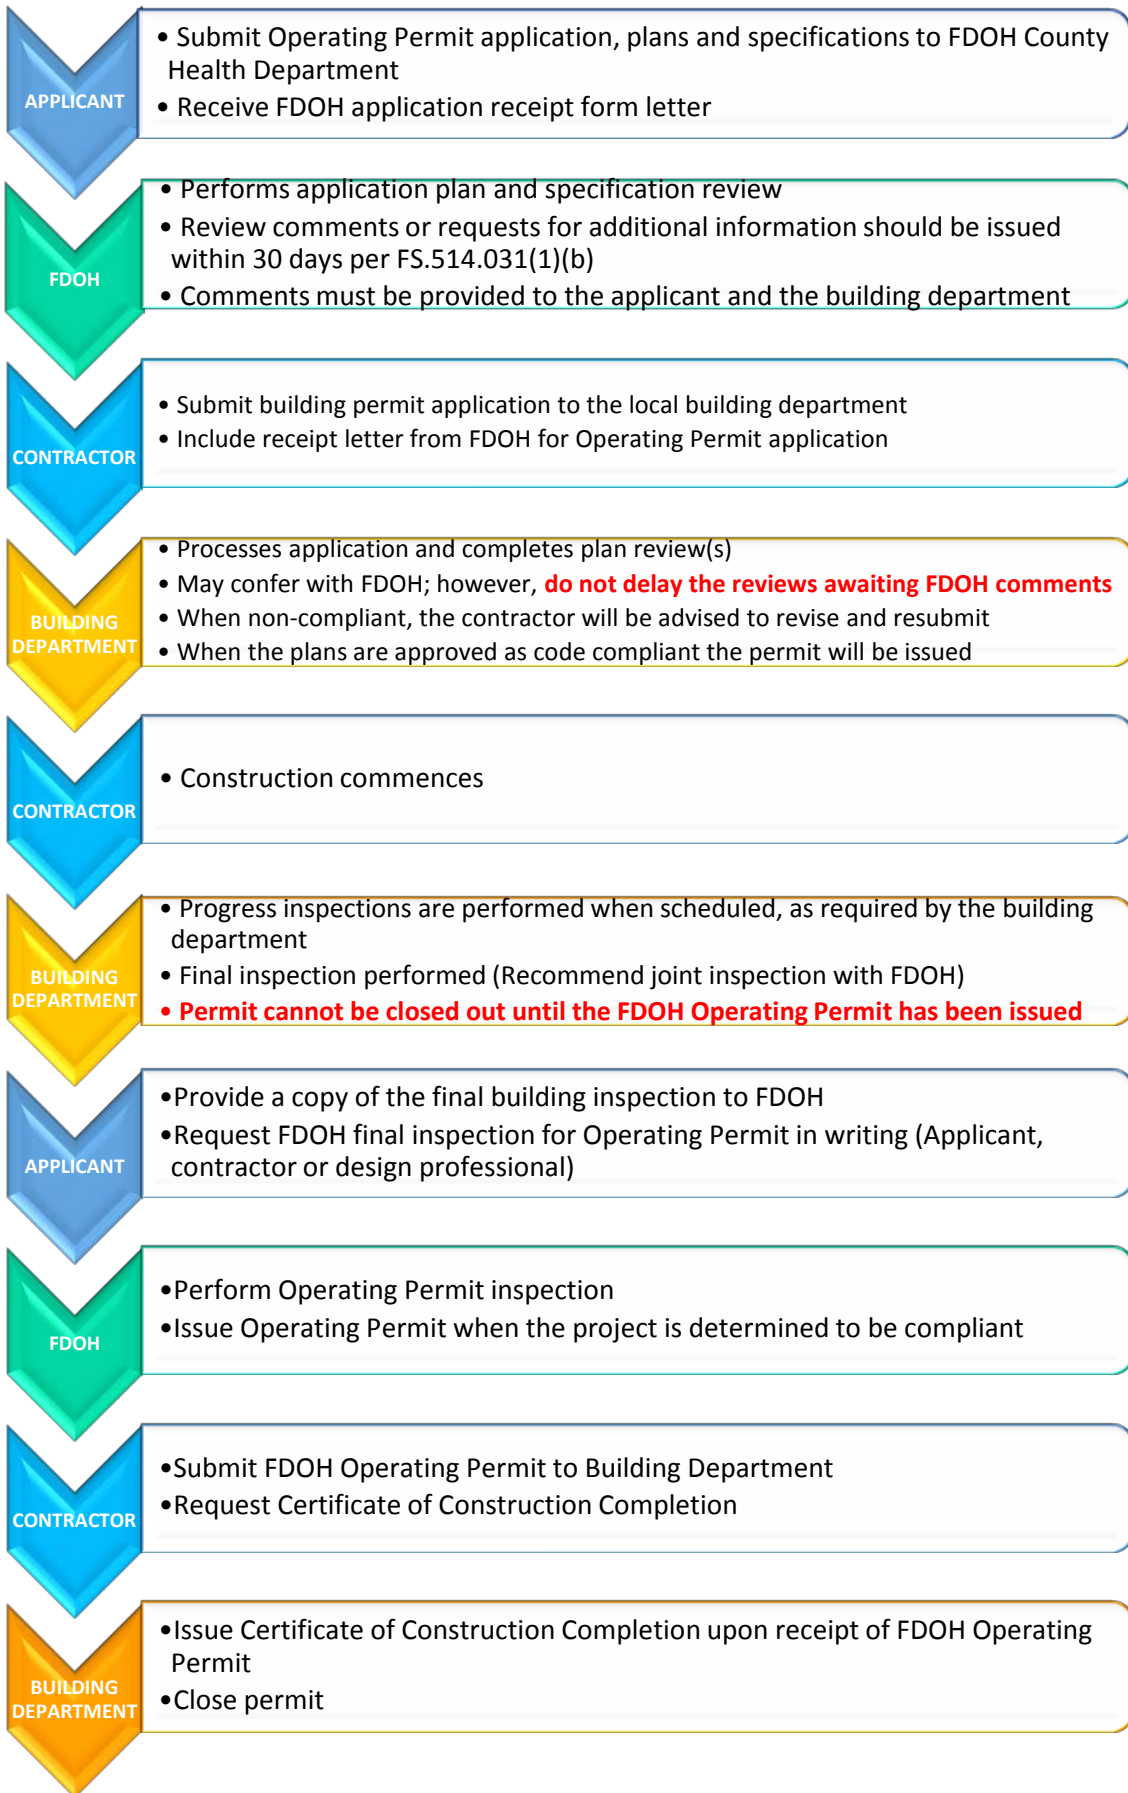 APPLICANT
• Submit Operating Permit application, plans and specifications to FDOH County
Health Department
• Receive FDOH application receipt form letter
FDOH
• Performs application plan and specification review
• Review comments or requests for additional information should be issued
within 30 days per FS.514.031(1)(b)
• Comments must be provided to the applicant and the building department
CONTRACTOR
• Submit building permit application to the local building department
• Include receipt letter from FDOH for Operating Permit application
BUILDING
DEPARTMENT
• Processes application and completes plan review(s)
• May confer with FDOH; however, do not delay the reviews awaiting FDOH comments
• When non-compliant, the contractor will be advised to revise and resubmit
• When the plans are approved as code compliant the permit will be issued
CONTRACTOR
• Construction commences
BUILDING
DEPARTMENT
• Progress inspections are performed when scheduled, as required by the building
department
• Final inspection performed (Recommend joint inspection with FDOH)
• Permit cannot be closed out until the FDOH Operating Permit has been issued
APPLICANT
•Provide a copy of the final building inspection to FDOH
•Request FDOH final inspection for Operating Permit in writing (Applicant,
contractor or design professional)
FDOH
•Perform Operating Permit inspection
•Issue Operating Permit when the project is determined to be compliant
CONTRACTOR
•Submit FDOH Operating Permit to Building Department
•Request Certificate of Construction Completion
BUILDING
DEPARTMENT
•Issue Certificate of Construction Completion upon receipt of FDOH Operating
Permit
•Close permit